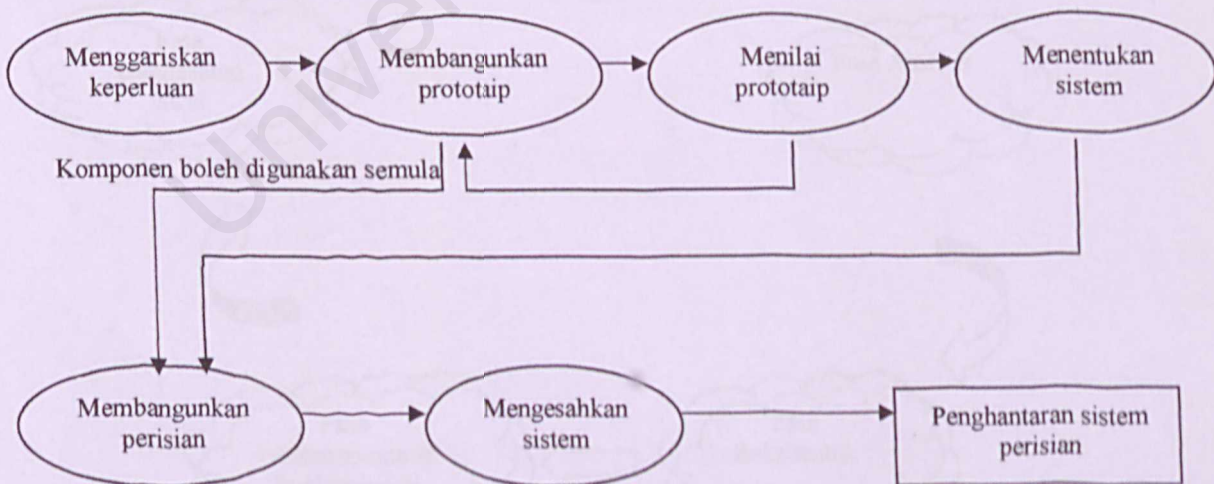 Menggariskan
keperluan
Membangunkan
prototaip
Menilai
prototaip
Menentukan
sistem
Komponen boleh digunakan semula
Membangunkan
perisian
Mengesahkan
sistem
Penghantaran sistem
perisian